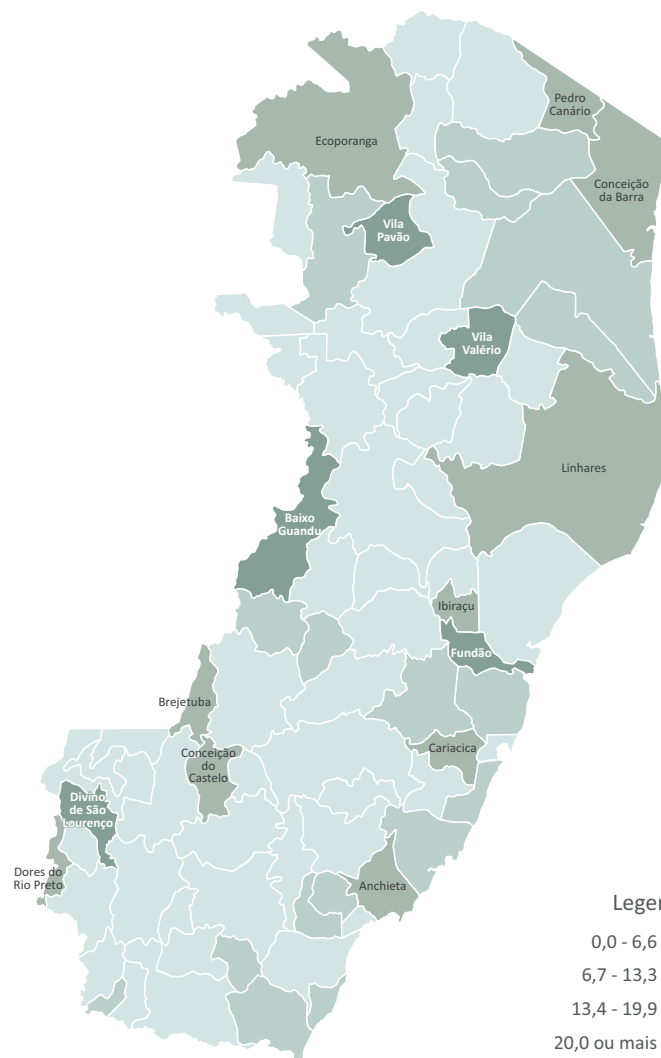 Pedro
Canário
Ecoporanga
Conceição
da Barra
Vila
Pavão
Vila
Valério
Linhares
Baixo
Guandu
Ibiraçu
Fundão
Brejetuba
Cariacica
Conceição
do
Castelo
Divino
de São
Lourenço
Dores do
Rio Preto
Anchieta
Legen
0,0 - 6,6
6,7 - 13,3
13,4 - 19,9
20,0 ou mais